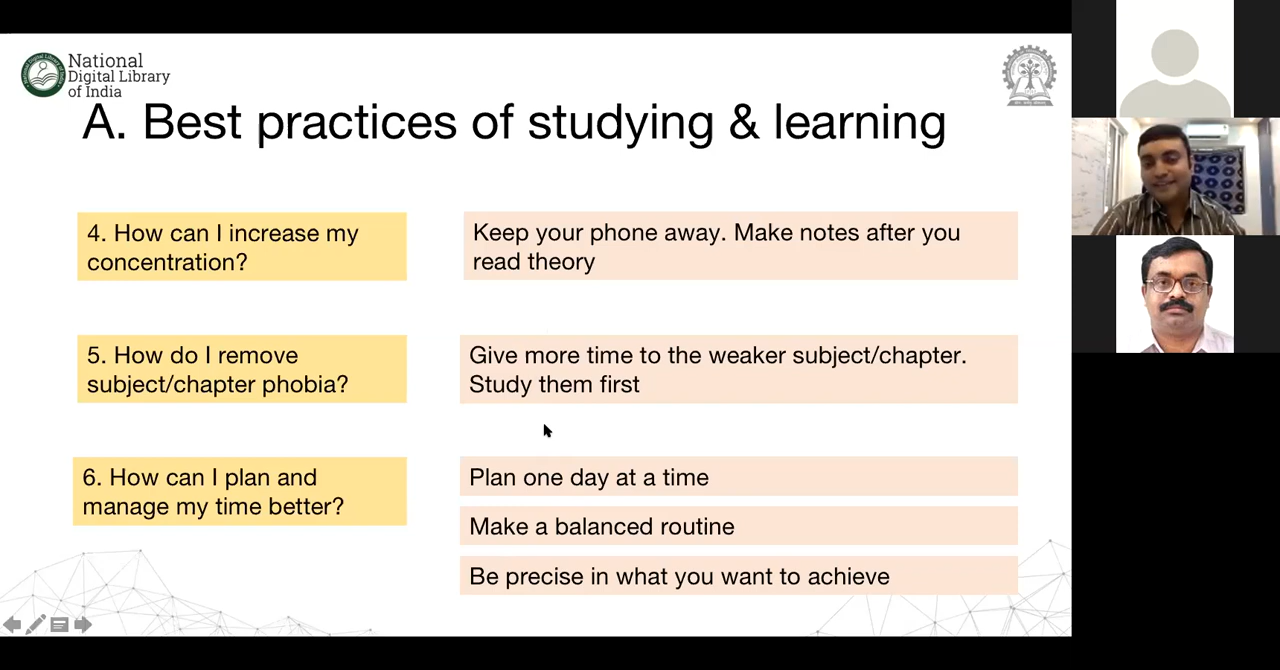 National
Digital Library
of India
A. Best practices of studying & learning
4. How can I increase my
concentration?
Keep your phone away. Make notes after you
read theory
5. How do I remove
subject/chapter phobia?
Give more time to the weaker subject/chapter.
Study them first
6. How can I plan and
manage my time better?
Plan one day at a time
Make a balanced routine
Be precise in what you want to achieve